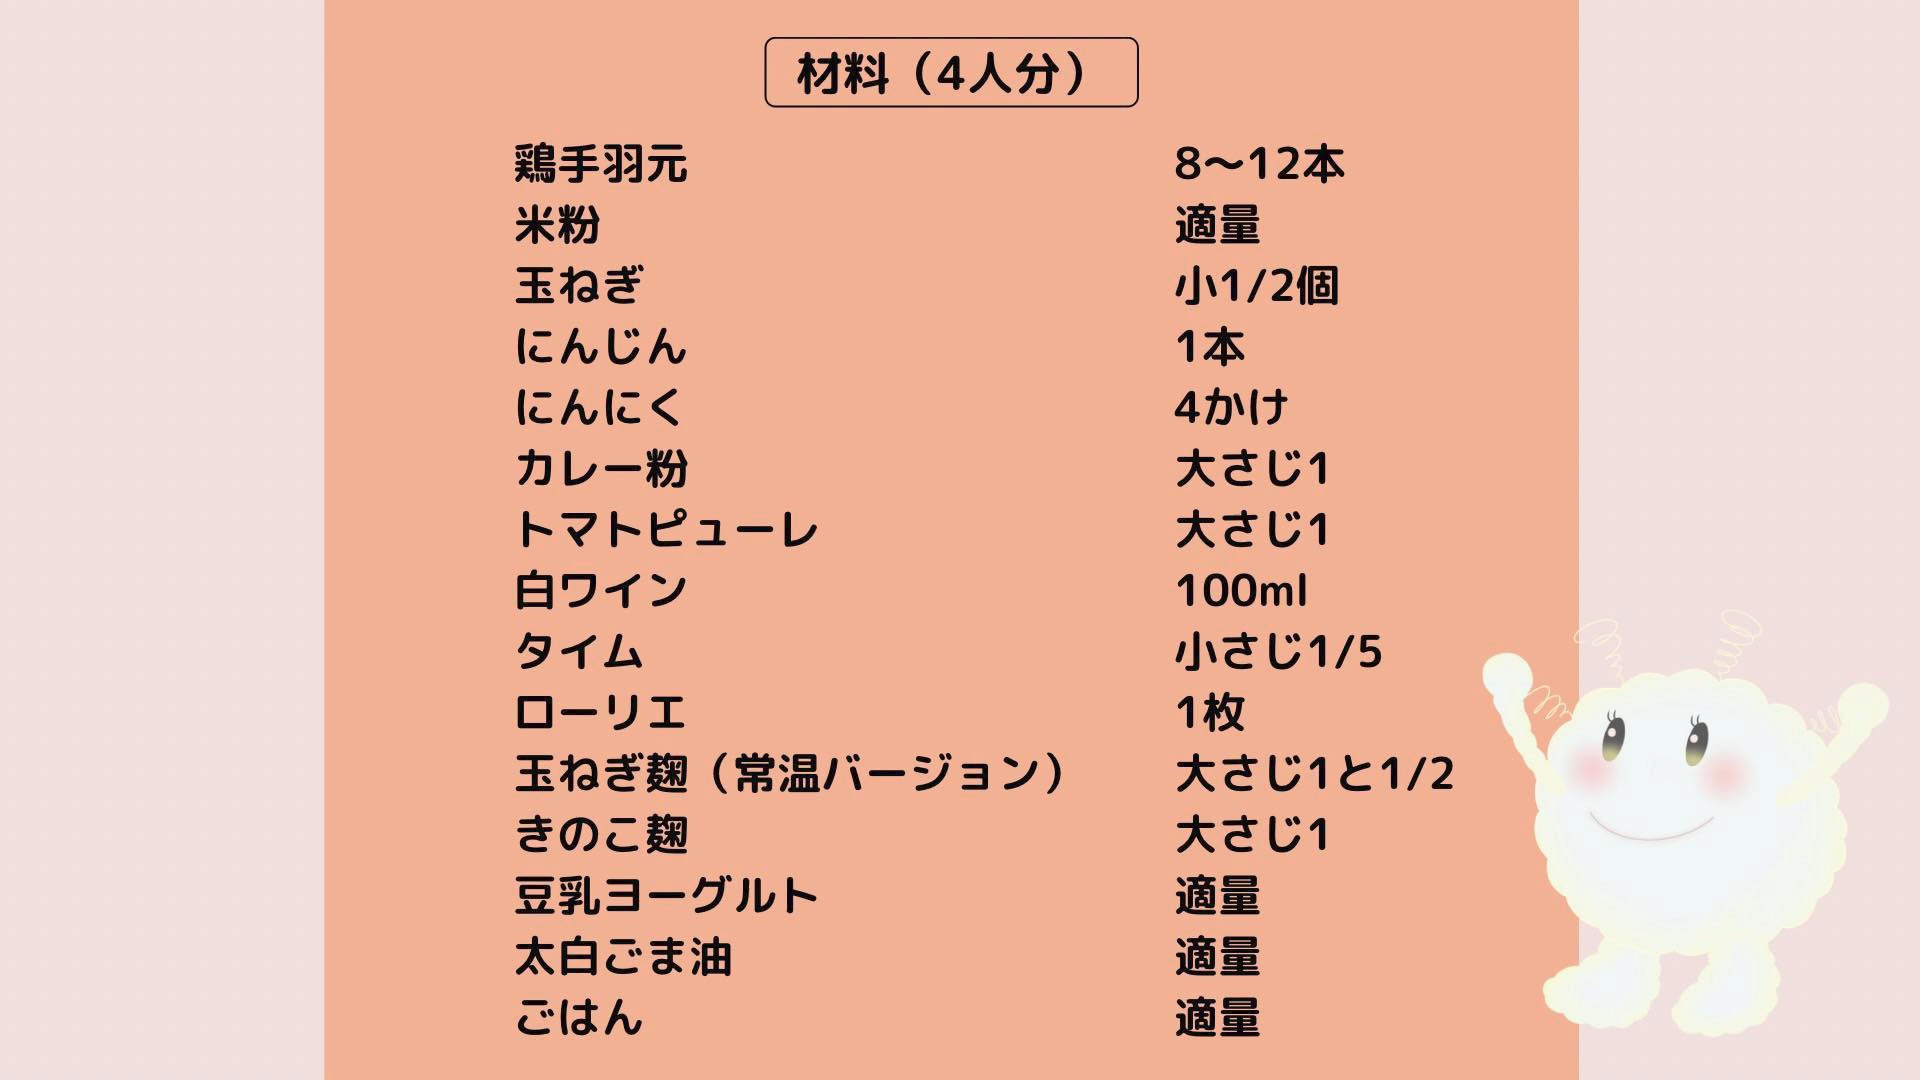 材料（4人分）
鶏手羽元 8〜12本
米粉 適量
玉ねぎ 小1/2個
にんじん 1本
にんにく 4かけ
カレー粉 大さじ1
トマトピューレ 大さじ1
白ワイン 100ml
タイム 小さじ1/5
ローリエ 1枚
玉ねぎ麹（常温バージョン） 大さじ1と1/2
きのこ麹 大さじ1
豆乳ヨーグルト 適量
太白ごま油 適量
ごはん 適量